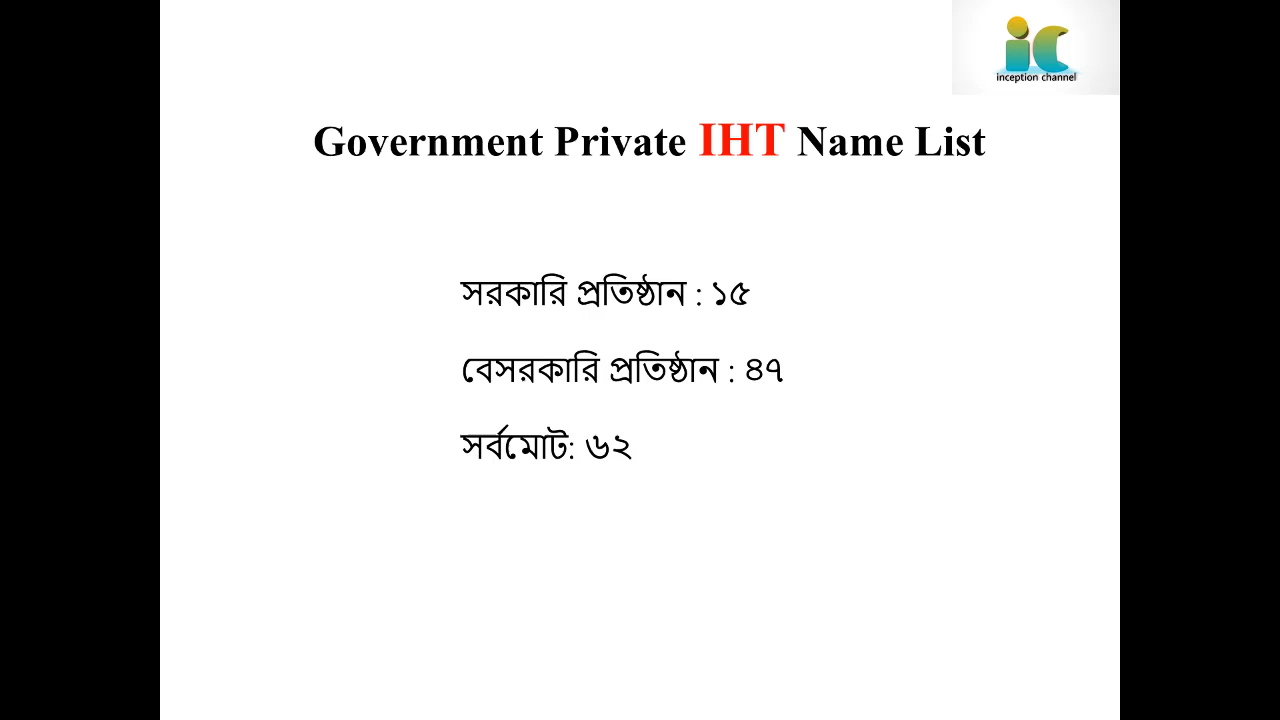 inception channel
Government Private IHT Name List
সরকারি প্রতিষ্ঠান : ১৫
বেসরকারি প্রতিষ্ঠান : ৪৭
সর্বমোট: ৬২